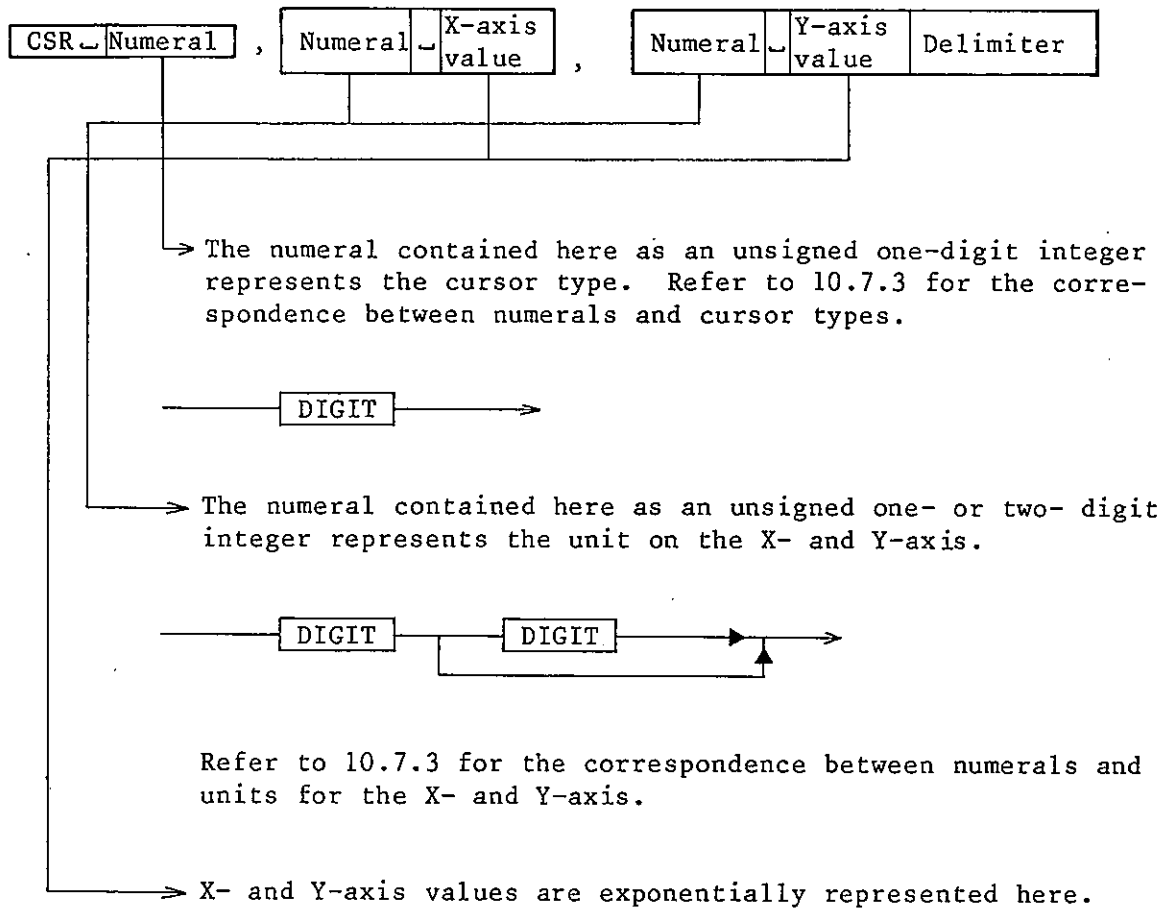 CSR␣ Numeral , Numeral ␣ X-axis value , Numeral ␣ Y-axis value Delimiter
The numeral contained here as an unsigned one-digit integer
represents the cursor type. Refer to 10.7.3 for the corre-
spondence between numerals and cursor types.
DIGIT
The numeral contained here as an unsigned one- or two- digit
integer represents the unit on the X- and Y-axis.
DIGIT DIGIT
Refer to 10.7.3 for the correspondence between numerals and
units for the X- and Y-axis.
X- and Y-axis values are exponentially represented here.